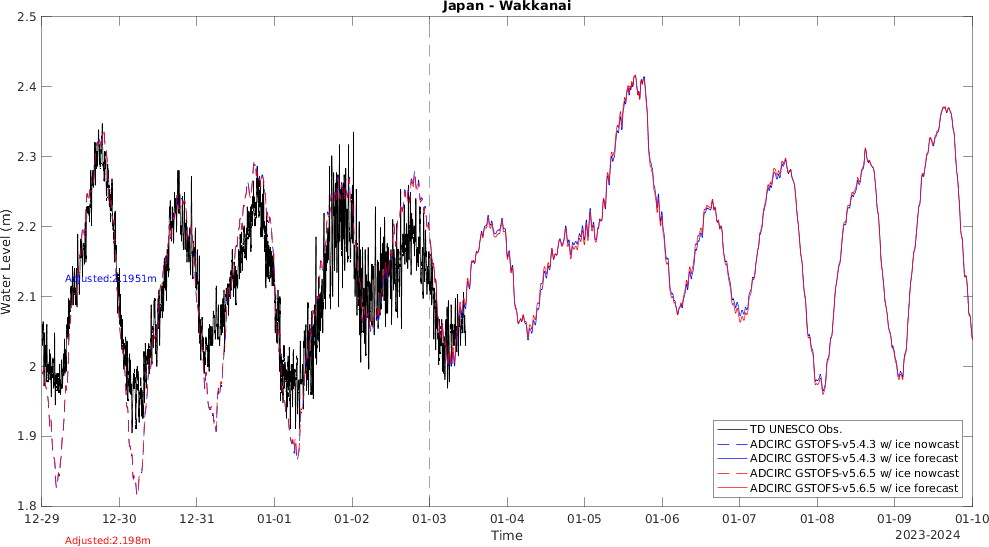 Japan - Wakkanai
2.5
2.4
2.3
2.2
2.1
2
1.9
1.8
Water Level (m)
Adjusted:2.1951m
TD UNESCO Obs.
ADCIRC GSTOFS-v5.4.3 w/ ice nowcast
ADCIRC GSTOFS-v5.4.3 w/ ice forecast
ADCIRC GSTOFS-v5.6.5 w/ ice nowcast
ADCIRC GSTOFS-v5.6.5 w/ ice forecast
12-29 12-30 12-31 01-01 01-02 01-03 01-04 01-05 01-06 01-07 01-08 01-09 01-10
Time
2023-2024
Adjusted:2.198m